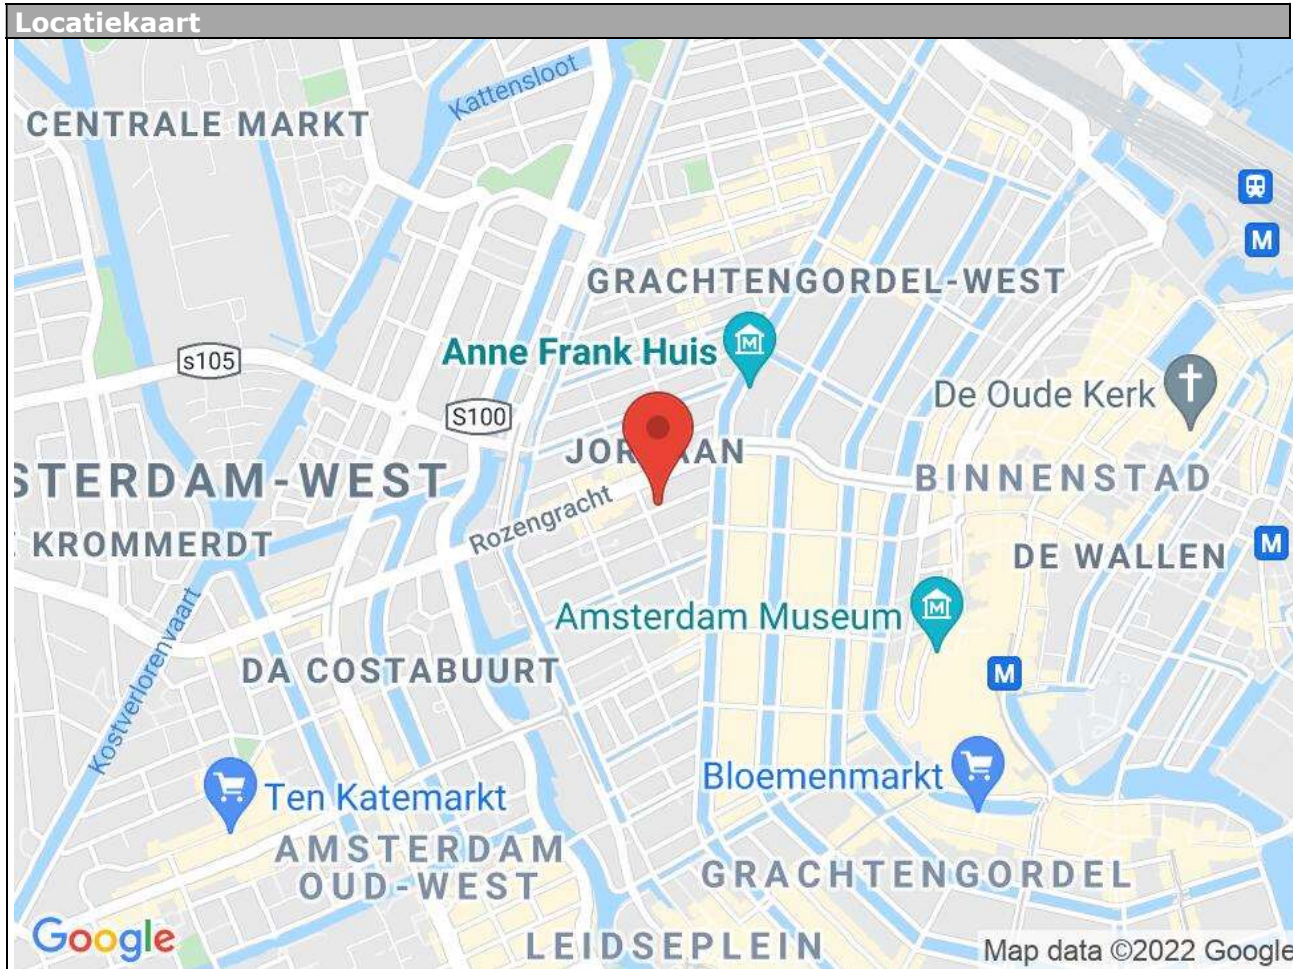 Locatiekaart
Kattensloot
CENTRALE MARKT
M
GRACHTENGORDEL-WEST
Anne Frank Huis
M
s105
De Oude Kerk
S100
JOR AAN
STERDAM-WEST
BINNENSTAD
Rozengracht
KROMMERDT
M
DE WALLEN
Amsterdam Museum
M
Kostverlorenvaart
DA COSTABUURT
M
Bloemenmarkt
Ten Katemarkt
AMSTERDAM
OUD-WEST
GRACHTENGORDEL
Google
LEIDSEPLEIN
Map data ©2022 Google